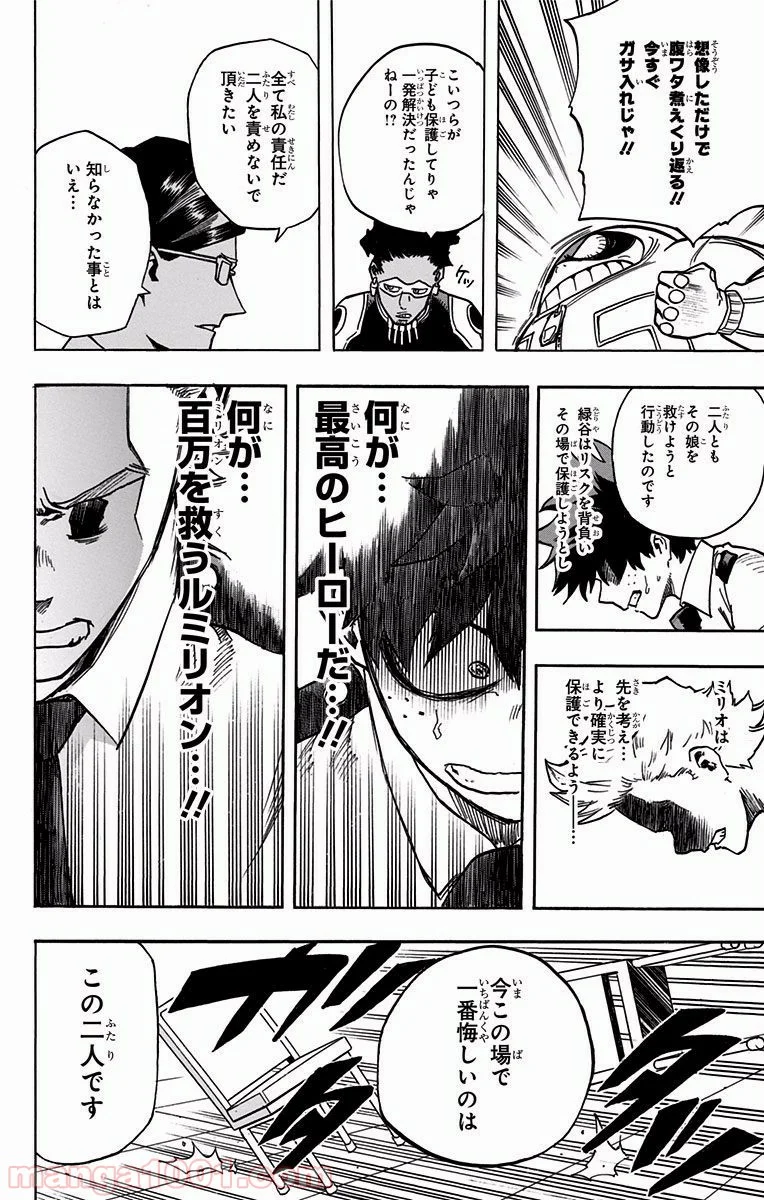 想像しただけで
腹ワタ煮えくり返る!!
今すぐ
ガサ入れじゃ!!
こいつらが
子ども保護してりゃ
一発解決だったんじゃ
ねーの!?
ケッ
全て私の責任だ
二人を責めないで
頂きたい
知らなかった事とは
いえ…
二人とも
その娘を
救けようと
行動したのです
緑谷はリスクを背負い
その場で保護しようとし
ミリオは
先を考え…
より確実に
保護できるよう――…
何が…
最高のヒーローだ…!!
何が…
百万を救うルミリオン…!!
今この場で
一番悔しいのは
この二人です
ガタッ
ガタッ
manga1001.com